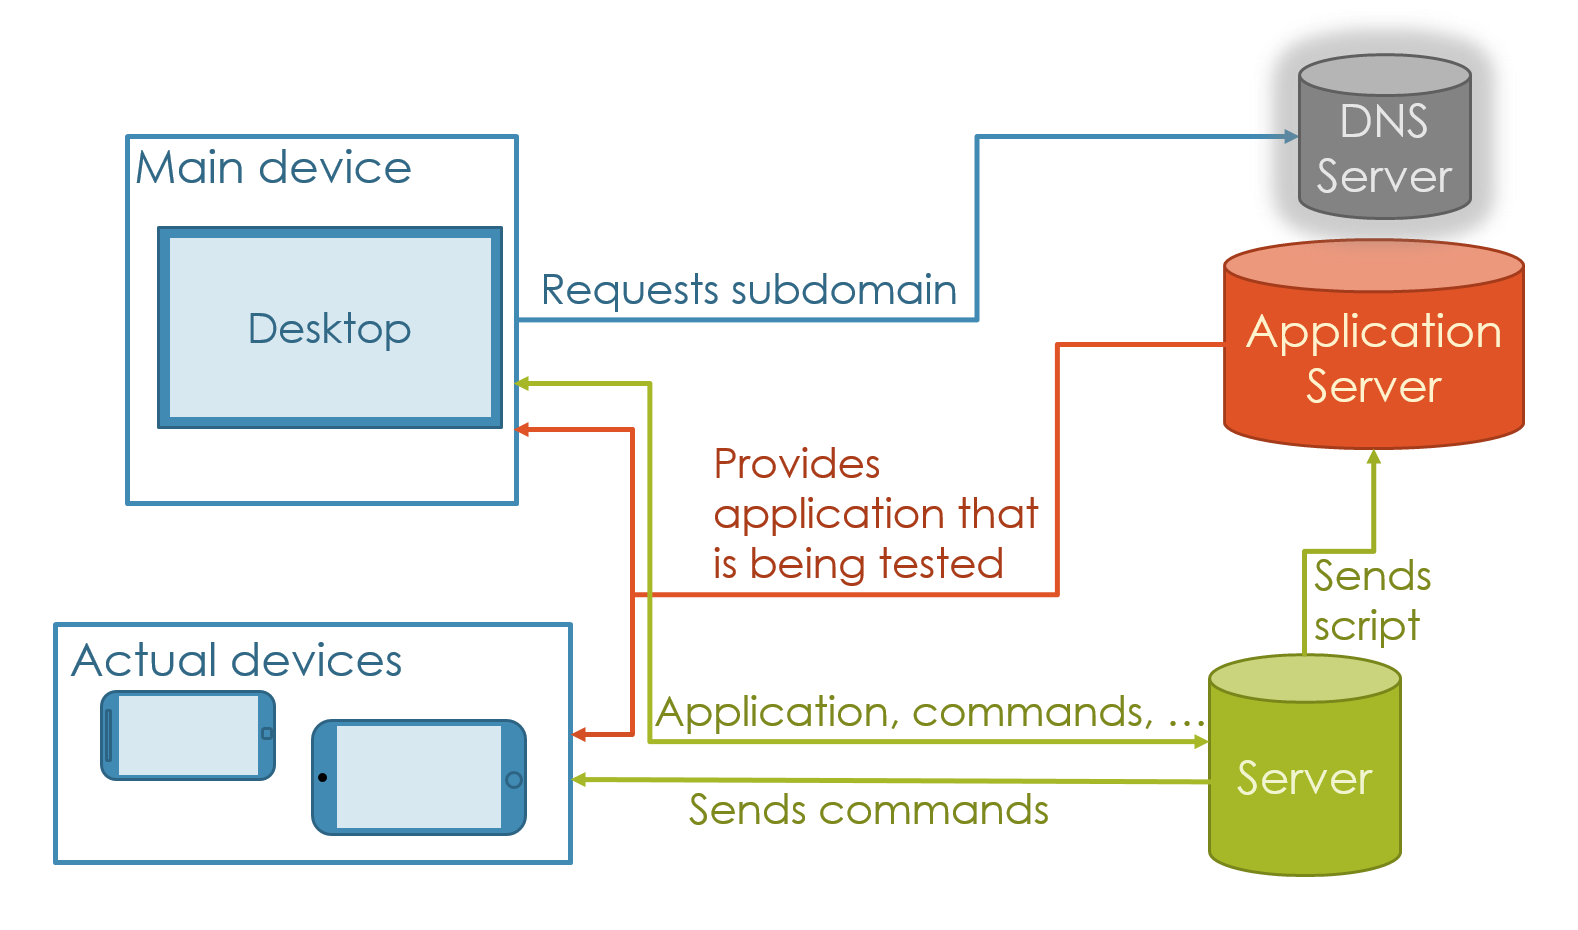 DNS
Server
Main device
Requests subdomain
Desktop
Application
Server
Provides
application that
is being tested
Sends
script
Actual devices
Application, commands, ...
Server
Sends commands